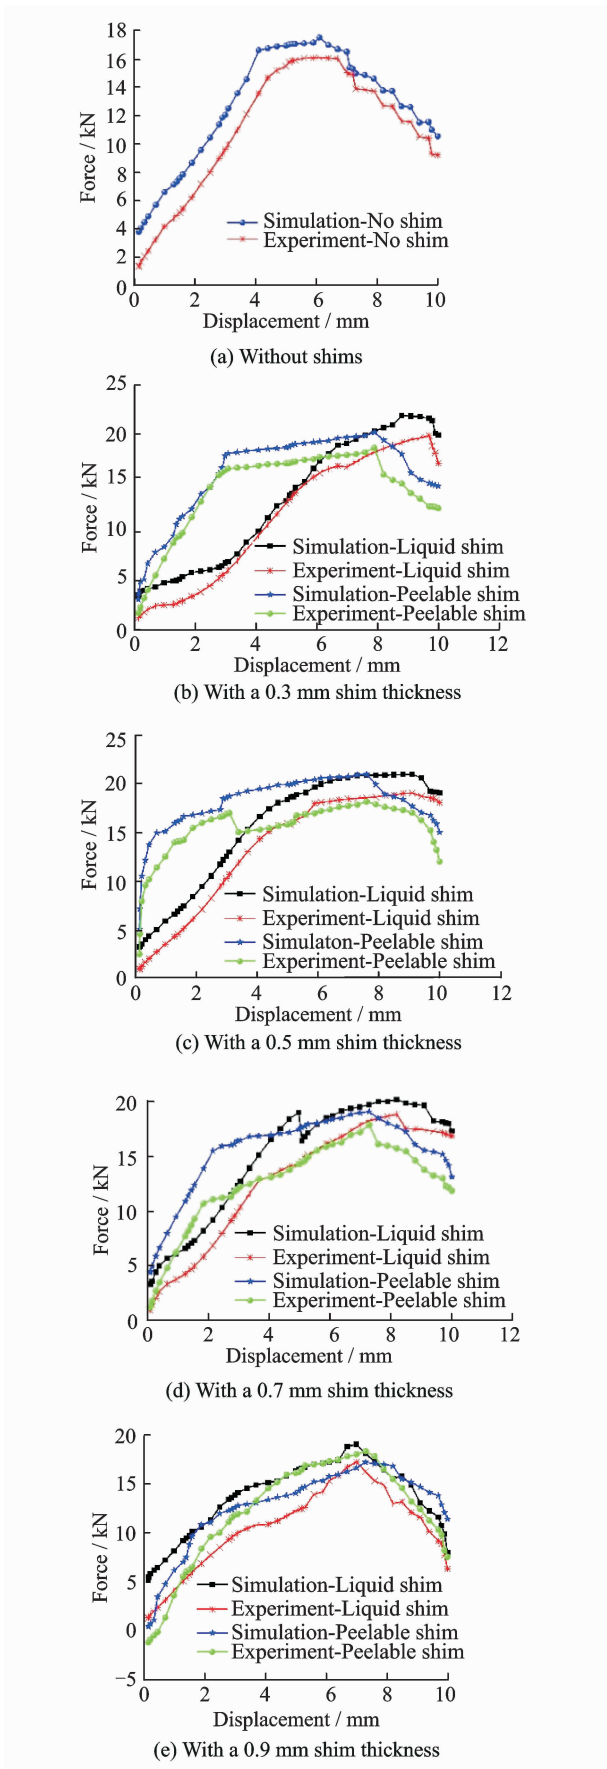 18
16
14
12
10
8
6
4
2
0
Force / kN
Simulation-No shim
Experiment-No shim
0 2 4 6 8 10
Displacement / mm
(a) Without shims
25
20
15
10
5
0
Force / kN
Simulation-Liquid shim
Experiment-Liquid shim
Simulation-Peelable shim
Experiment-Peelable shim
0 2 4 6 8 10 12
Displacement / mm
(b) With a 0.3 mm shim thickness
25
20
15
10
5
0
Force / kN
Simulation-Liquid shim
Experiment-Liquid shim
Simulaton-Peelable shim
Experiment-Peelable shim
0 2 4 6 8 10 12
Displacement / mm
(c) With a 0.5 mm shim thickness
20
15
10
5
0
Force / kN
Simulation-Liquid shim
Experiment-Liquid shim
Simulation-Peelable shim
Experiment-Peelable shim
0 2 4 6 8 10 12
Displacement / mm
(d) With a 0.7 mm shim thickness
20
15
10
5
0
−5
Force / kN
Simulation-Liquid shim
Experiment-Liquid shim
Simulation-Peelable shim
Experiment-Peelable shim
0 2 4 6 8 10
Displacement / mm
(e) With a 0.9 mm shim thickness